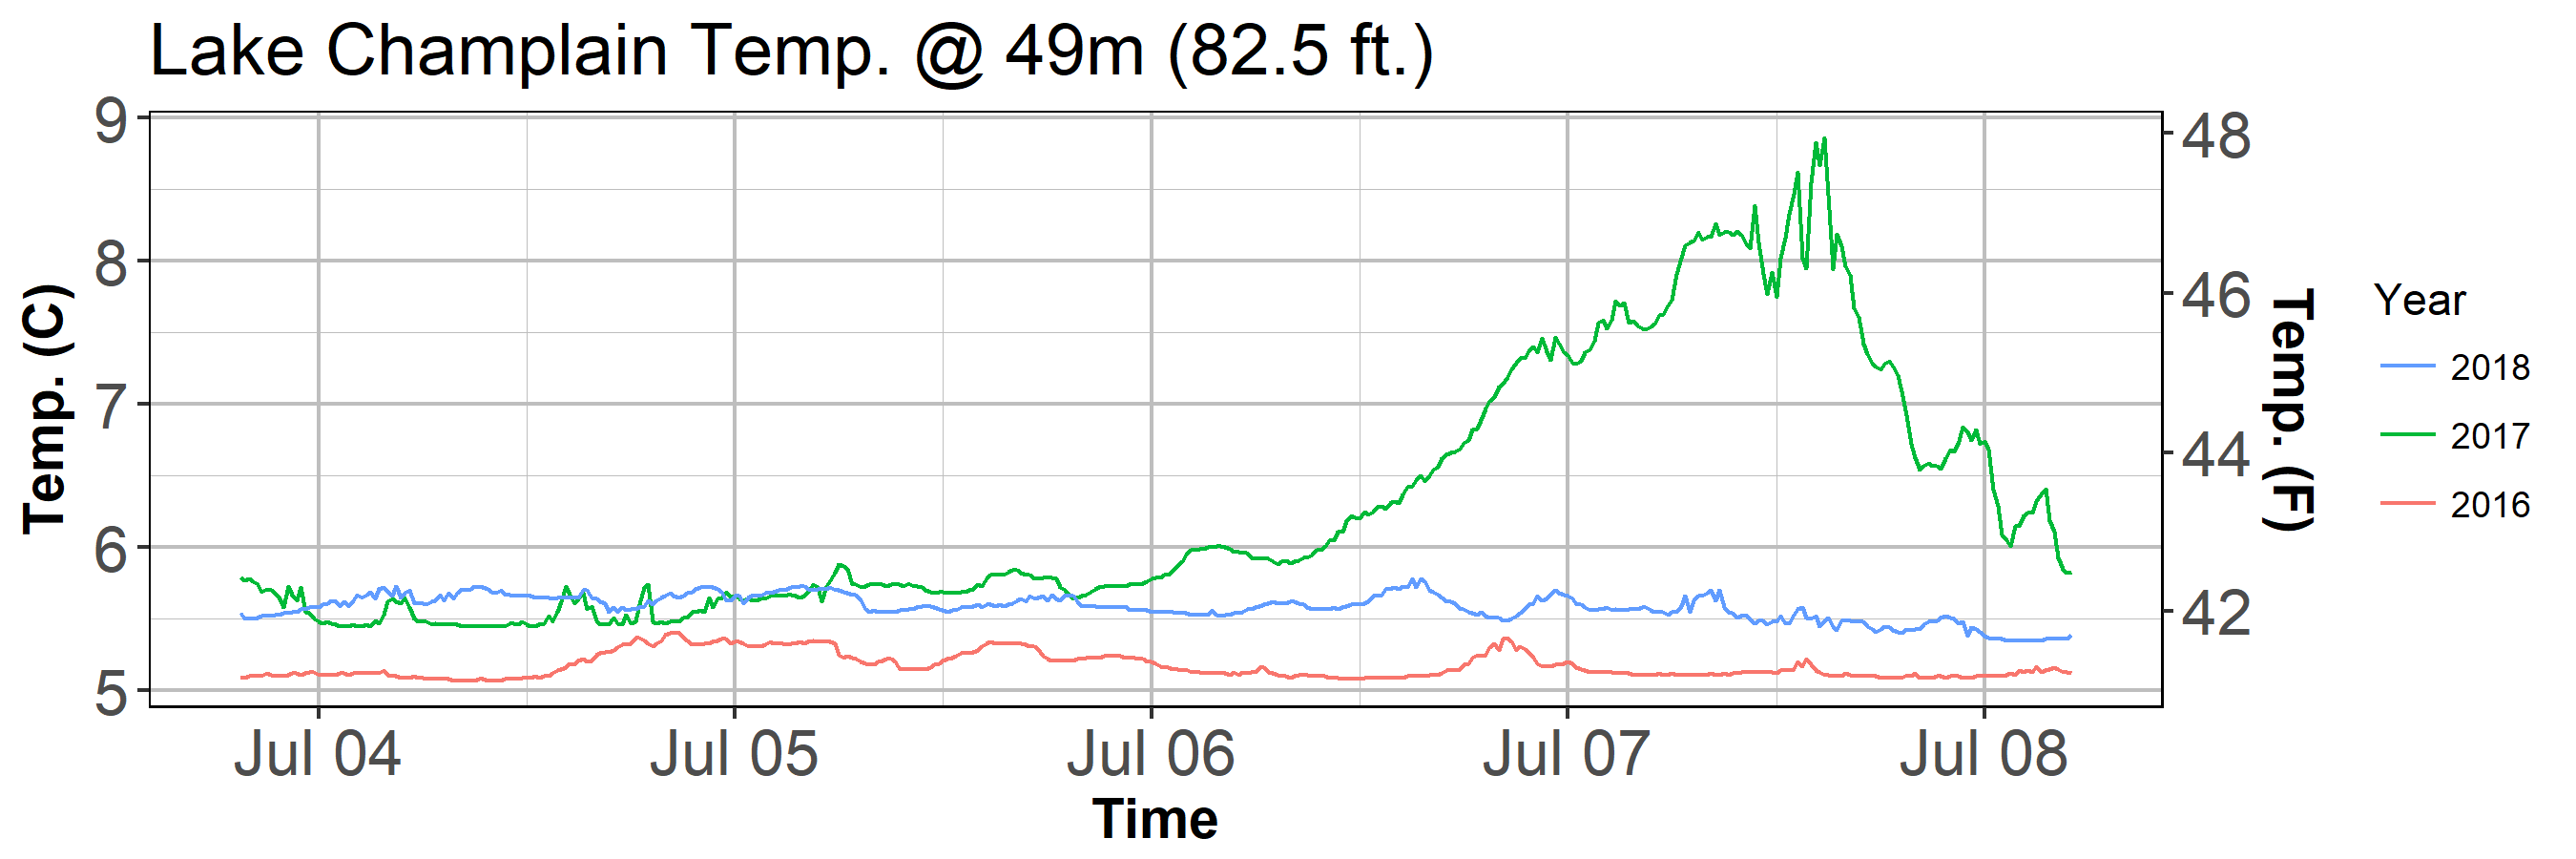 Lake Champlain Temp. @ 49m (82.5 ft.)
Temp. (C)
9
8
7
6
5
48
46
44
42
Temp. (F)
Jul 04 Jul 05 Jul 06 Jul 07 Jul 08
Time
Year
2018
2017
2016